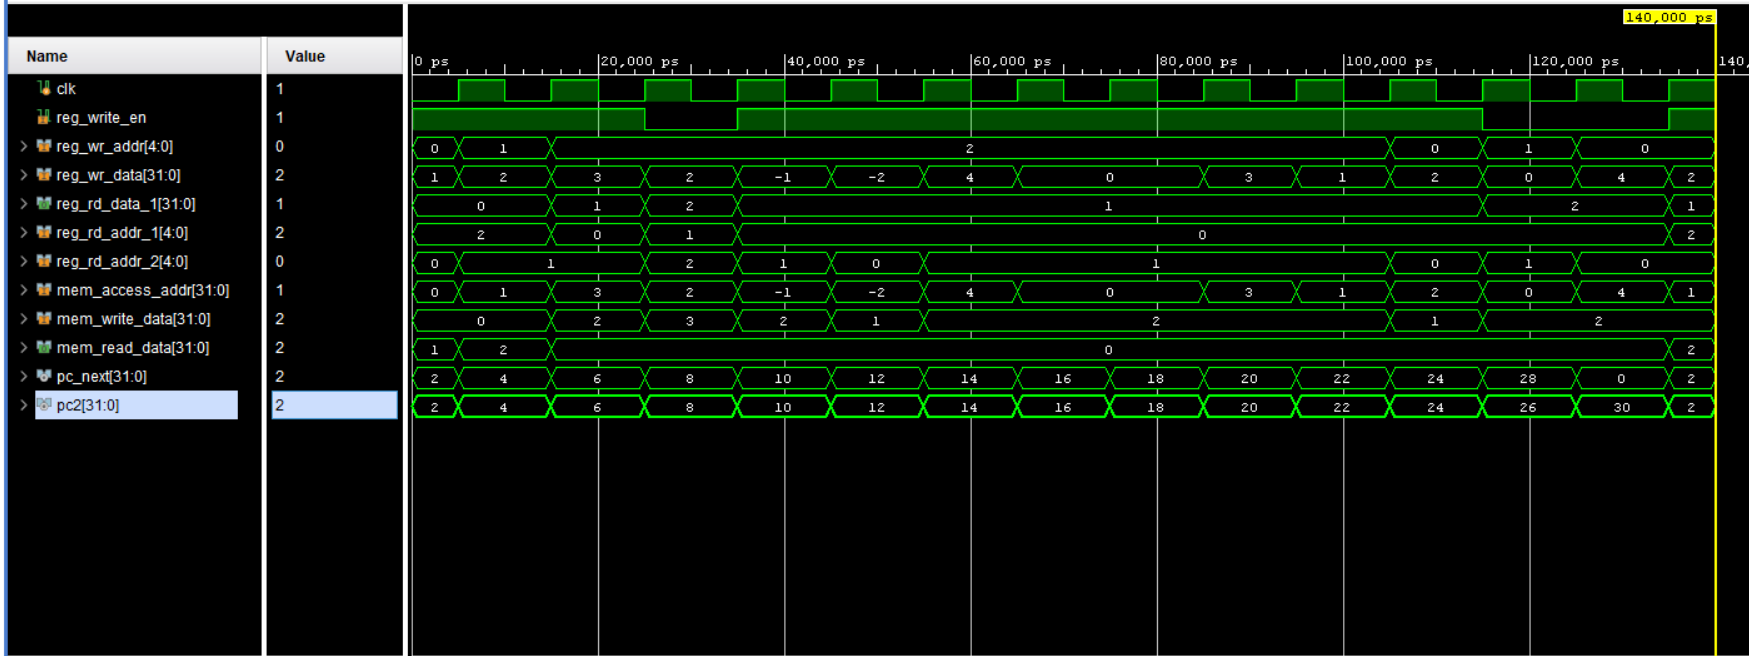 140,000 ps
Name Value
0 ps 20,000 ps 40,000 ps 60,000 ps 80,000 ps 100,000 ps 120,000 ps 140,
clk 1
reg_write_en 1
reg_wr_addr[4:0] 0 0 1 2 0 1 0
reg_wr_data[31:0] 2 1 2 3 2 -1 -2 4 0 3 1 2 0 4 2
reg_rd_data_1[31:0] 1 0 1 2 1 2 1
reg_rd_addr_1[4:0] 2 2 0 1 0 2
reg_rd_addr_2[4:0] 0 0 1 2 1 0 1 0 1 0
mem_access_addr[31:0] 1 0 1 3 2 -1 -2 4 0 3 1 2 0 4 1
mem_write_data[31:0] 2 0 2 3 2 1 2 1 2
mem_read_data[31:0] 2 1 2 0 2
pc_next[31:0] 2 2 4 6 8 10 12 14 16 18 20 22 24 28 0 2
pc2[31:0] 2 2 4 6 8 10 12 14 16 18 20 22 24 26 30 2